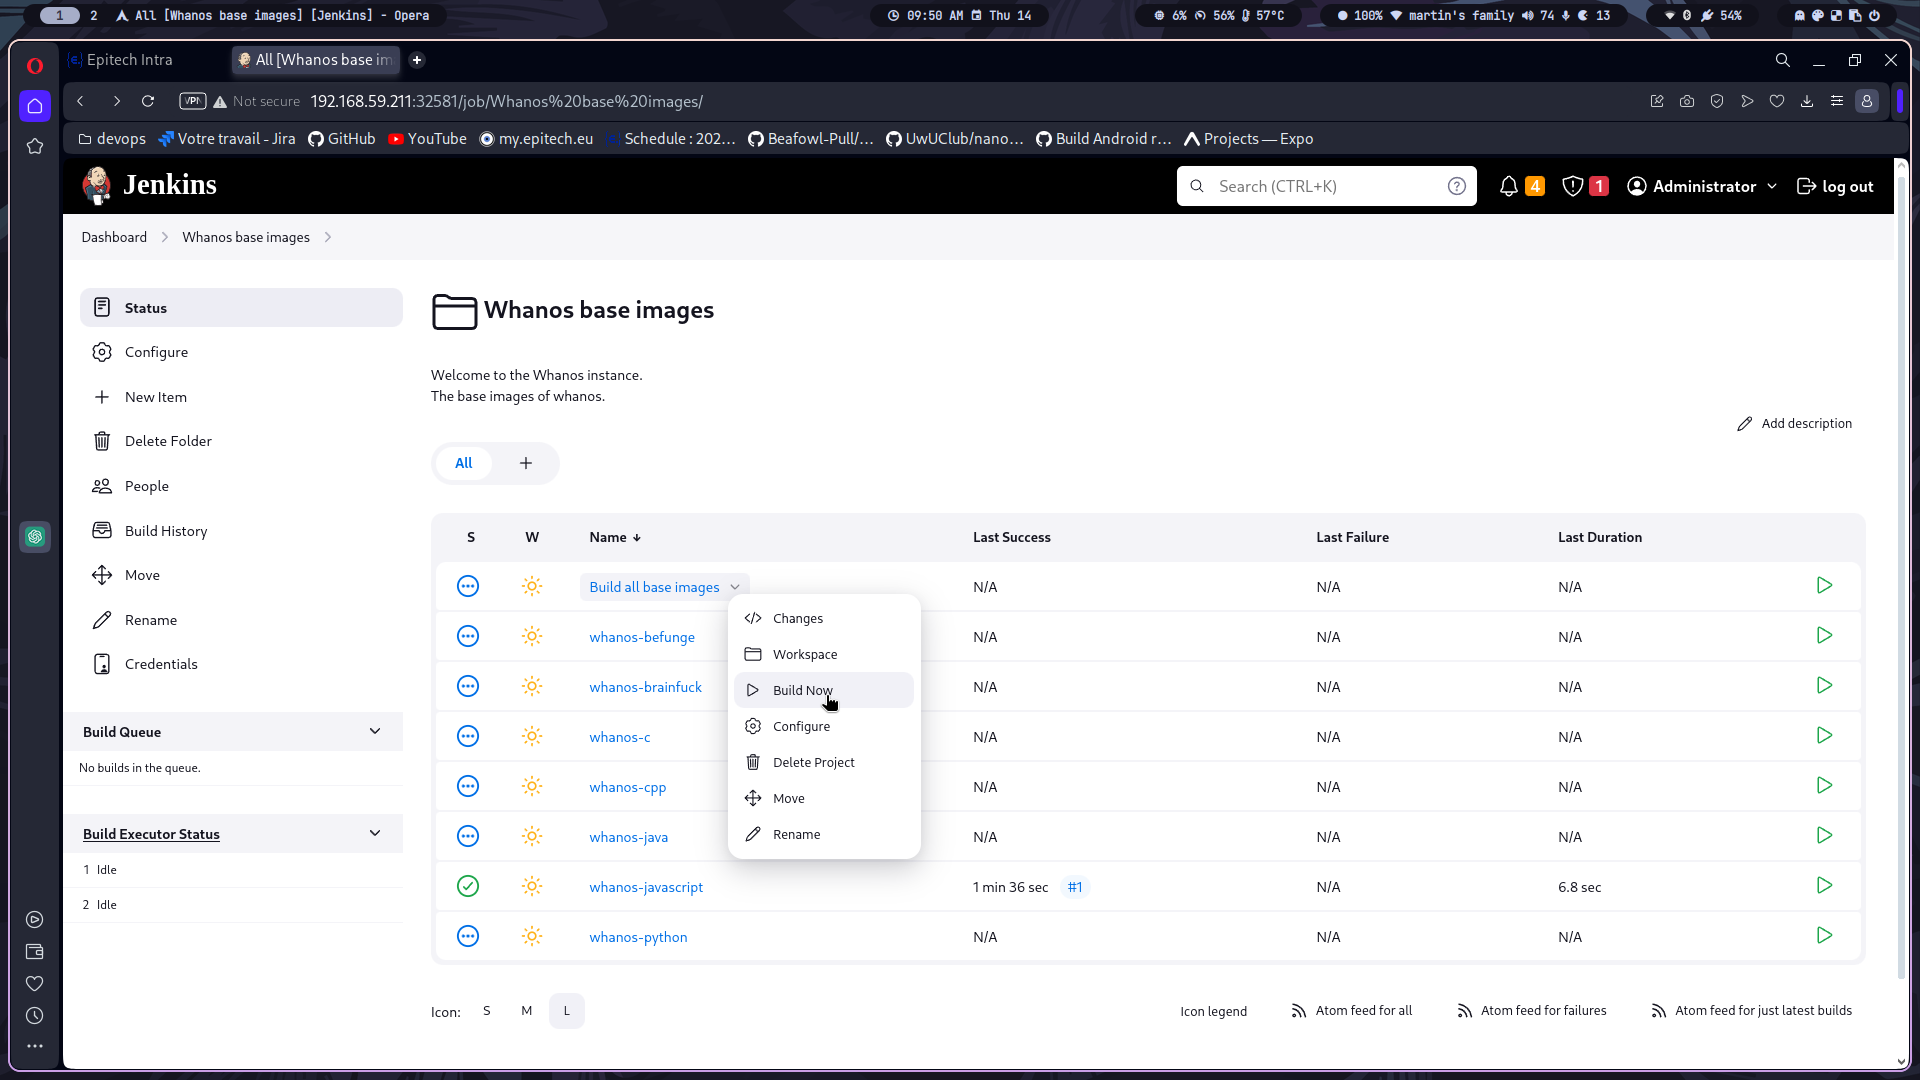 1 2 All [Whanos base images] [Jenkins] - Opera 09:50 AM Thu 14 6% 56% 57°C 100% martin's family 74 13 54%
Epitech Intra All [Whanos base im
VPN Not secure 192.168.59.211:32581/job/Whanos%20base%20images/
devops Votre travail - Jira GitHub YouTube my.epitech.eu Schedule : 202... Beafowl-Pull/... UwUClub/nano... Build Android r... Projects — Expo
Jenkins Search (CTRL+K) 4 1 Administrator log out
Dashboard Whanos base images
Status
Configure
New Item
Delete Folder
People
Build History
Move
Rename
Credentials
Build Queue
No builds in the queue.
Build Executor Status
1 Idle
2 Idle
Whanos base images
Welcome to the Whanos instance.
The base images of whanos.
Add description
All +
S W Name ↓ Last Success Last Failure Last Duration
Build all base images N/A N/A N/A
whanos-befunge N/A N/A N/A
whanos-brainfuck N/A N/A N/A
whanos-c N/A N/A N/A
whanos-cpp N/A N/A N/A
whanos-java N/A N/A N/A
whanos-javascript 1 min 36 sec #1 N/A 6.8 sec
whanos-python N/A N/A N/A
Changes
Workspace
Build Now
Configure
Delete Project
Move
Rename
Icon: S M L Icon legend Atom feed for all Atom feed for failures Atom feed for just latest builds